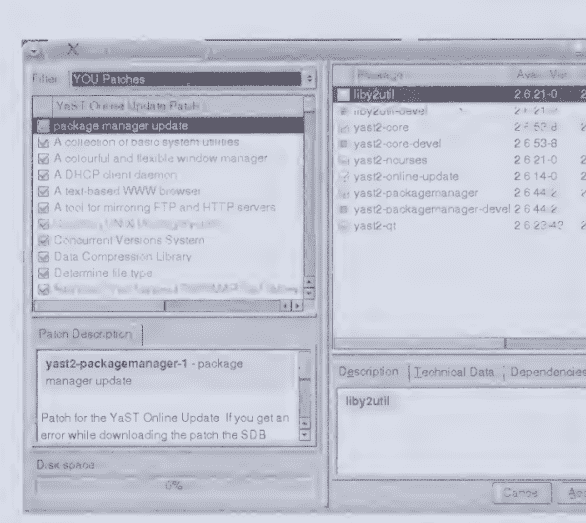 Filter: YOU Patches
YaST Online Update Patch
package manager update
A collection of basic system utilities
A colourful and flexible window manager
A DHCP client daemon
A text-based WWW browser
A tool for mirroring FTP and HTTP servers
Concurrent Versions System
Data Compression Library
Determine file type
Patch Description
yast2-packagemanager-1 - package
manager update
Patch for the YaST Online Update. If you get an
error while downloading the patch the SDB
Disk space
0%
Package
liby2util 2.6.21-0
liby2util-devel
yast2-core
yast2-core-devel 2.6.53-8
yast2-ncurses 2.6.21-0
yast2-online-update 2.6.14-0
yast2-packagemanager 2.6.44.2
yast2-packagemanager-devel 2.6.44.2
yast2-qt
Description Technical Data Dependencies
liby2util
Cancel